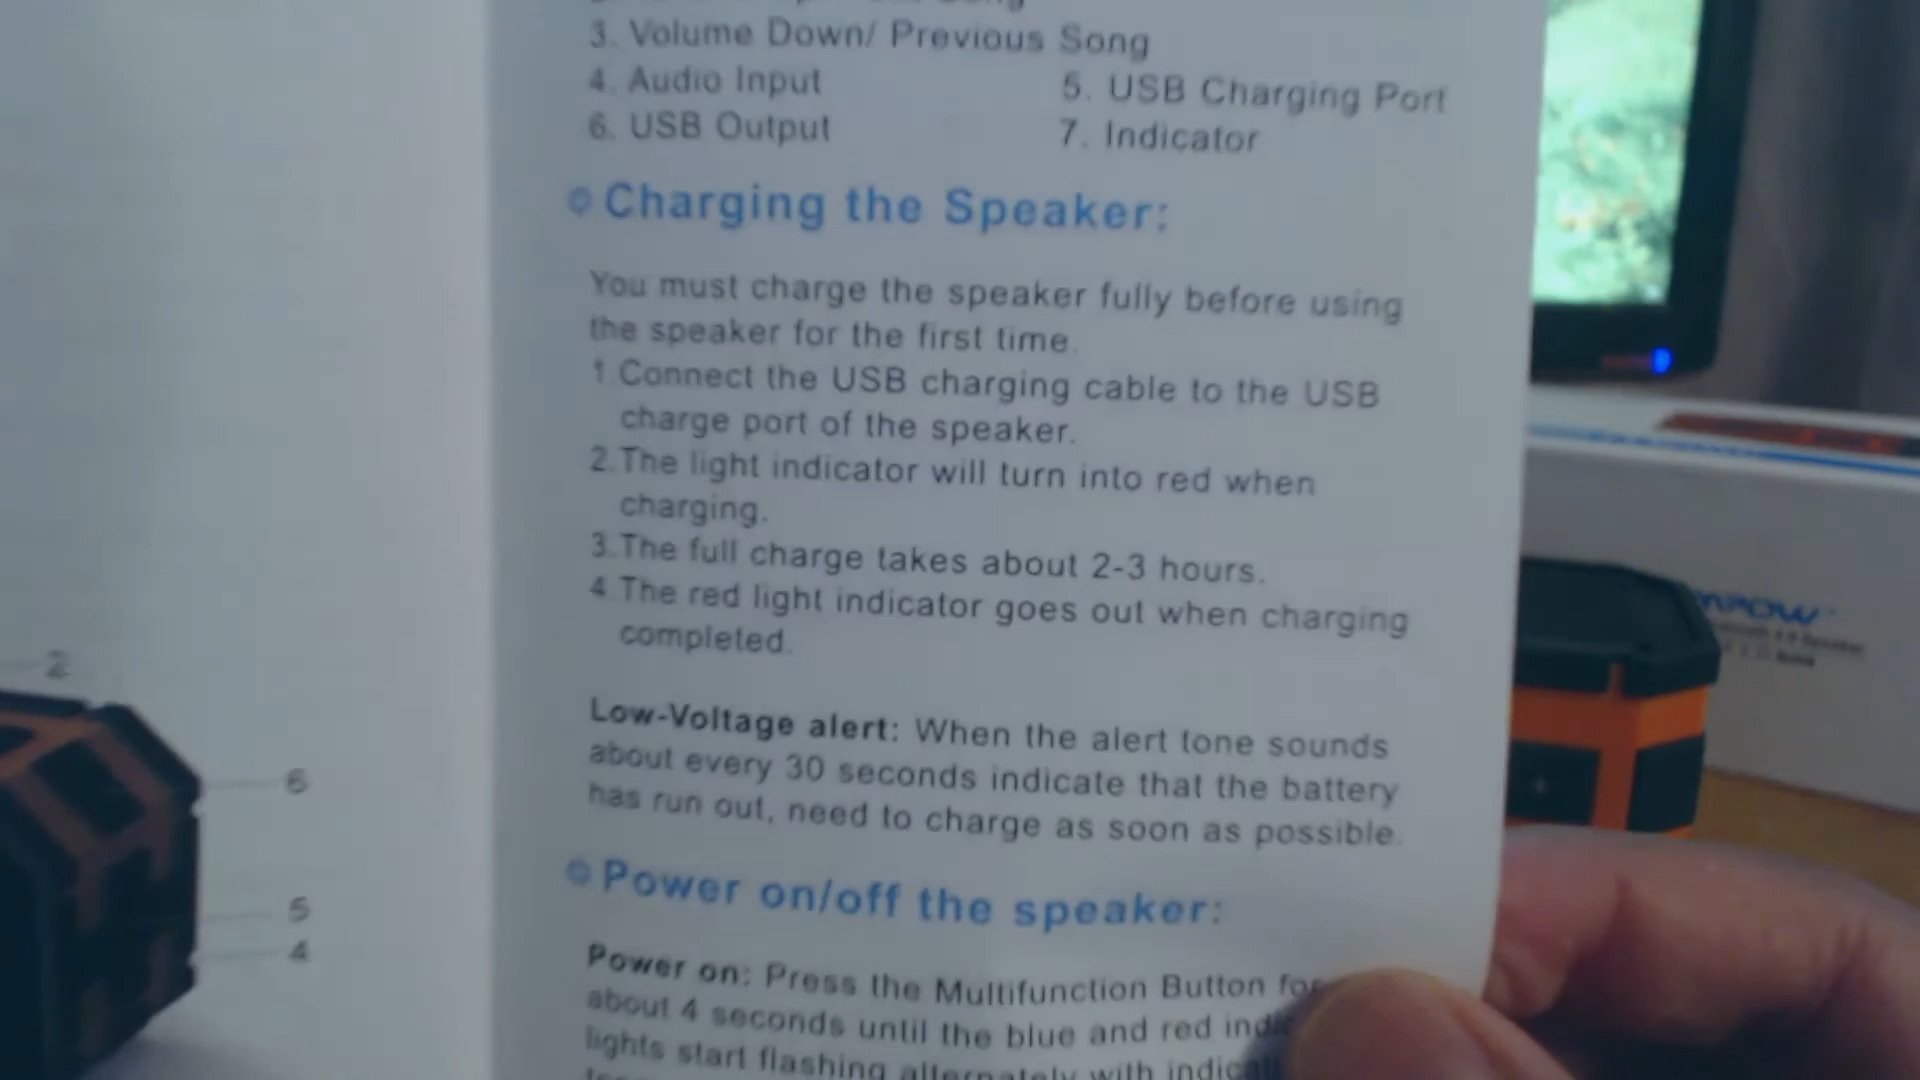 3. Volume Down/ Previous Song
4. Audio Input 5. USB Charging Port
6. USB Output 7. Indicator
Charging the Speaker:
You must charge the speaker fully before using
the speaker for the first time.
1.Connect the USB charging cable to the USB
charge port of the speaker.
2.The light indicator will turn into red when
charging.
3.The full charge takes about 2-3 hours.
4.The red light indicator goes out when charging
completed.
Low-Voltage alert: When the alert tone sounds
about every 30 seconds indicate that the battery
has run out, need to charge as soon as possible.
Power on/off the speaker:
Power on: Press the Multifunction Button for
about 4 seconds until the blue and red
lights start flashing alternately with
2
6
5
4
MPOW
Speaker